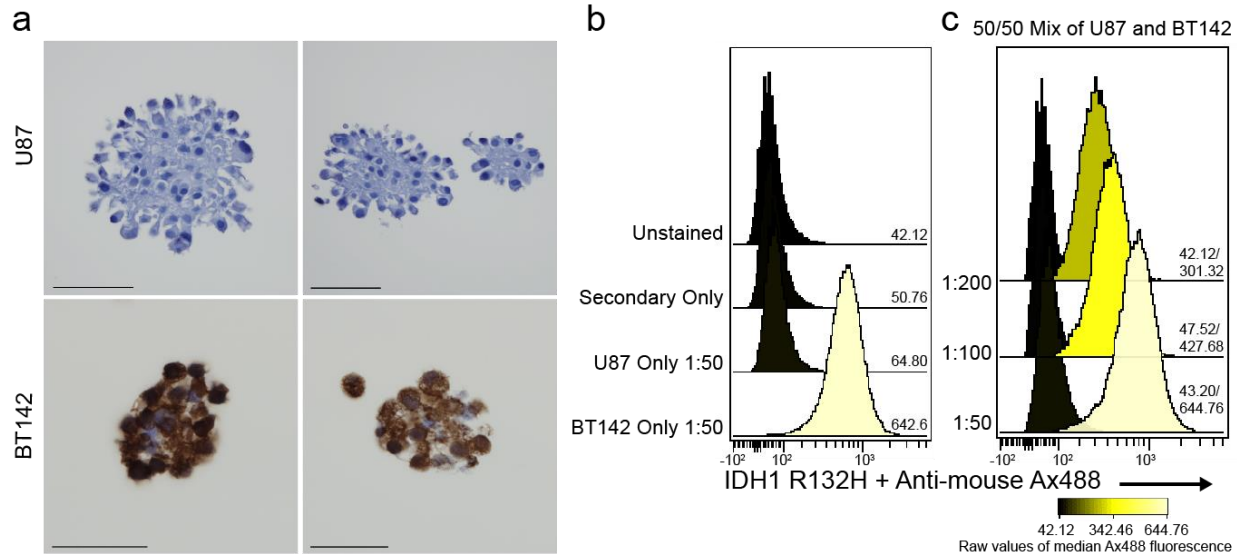 a
U87
BT142
b
Unstained
42.12
Secondary Only
50.76
U87 Only 1:50
64.80
BT142 Only 1:50
642.6
-10² 10² 10³
c
50/50 Mix of U87 and BT142
1:200
42.12/
301.32
1:100
47.52/
427.68
1:50
43.20/
644.76
-10² 10² 10³
IDH1 R132H + Anti-mouse Ax488
42.12 342.46 644.76
Raw values of median Ax488 fluorescence